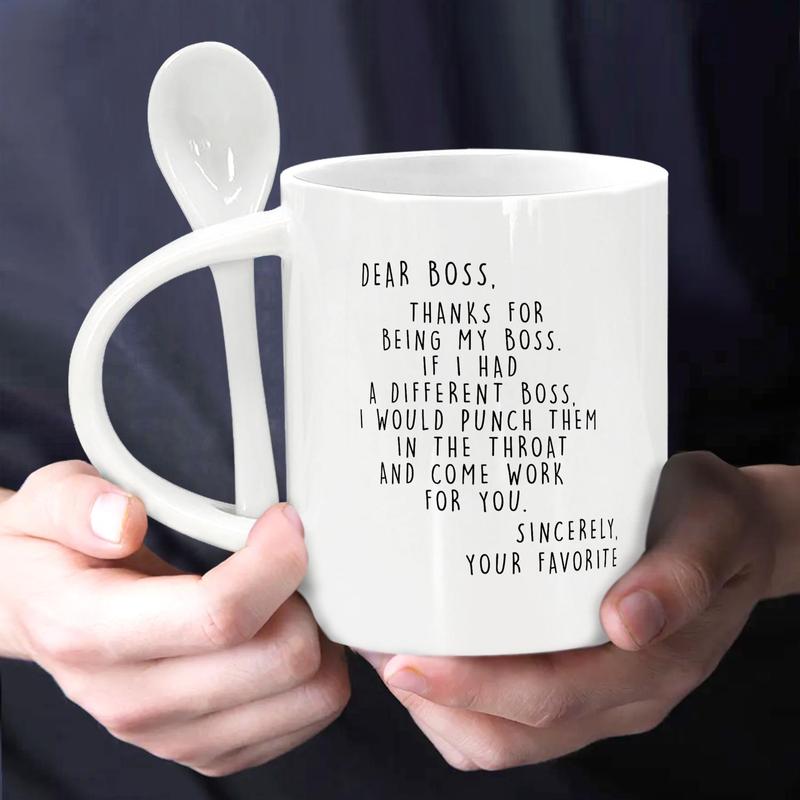 DEAR BOSS,
THANKS FOR
BEING MY BOSS.
IF I HAD
A DIFFERENT BOSS,
I WOULD PUNCH THEM
IN THE THROAT
AND COME WORK
FOR YOU.
SINCERELY,
YOUR FAVORITE